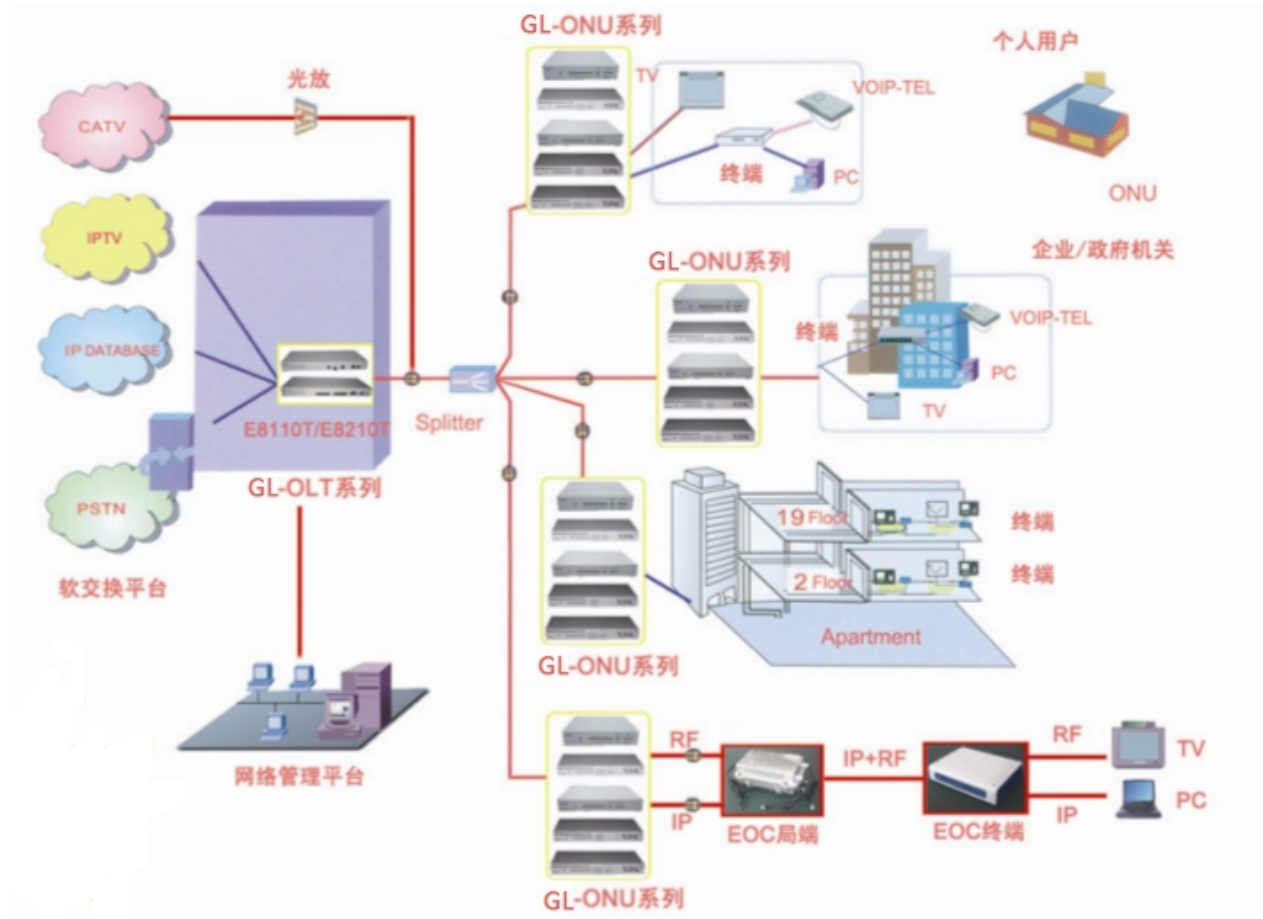 GL-ONU系列
个人用户
光放
TV
VOIP-TEL
CATV
终端
PC
ONU
IPTV
GL-ONU系列
企业/政府机关
终端
VOIP-TEL
IP DATABASE
PC
TV
E8110T/E8210T
Splitter
GL-OLT系列
PSTN
19 Floor
终端
2 Floor
终端
软交换平台
Apartment
GL-ONU系列
网络管理平台
RF
IP+RF
RF
TV
IP
EOC局端
EOC终端
IP
PC
GL-ONU系列